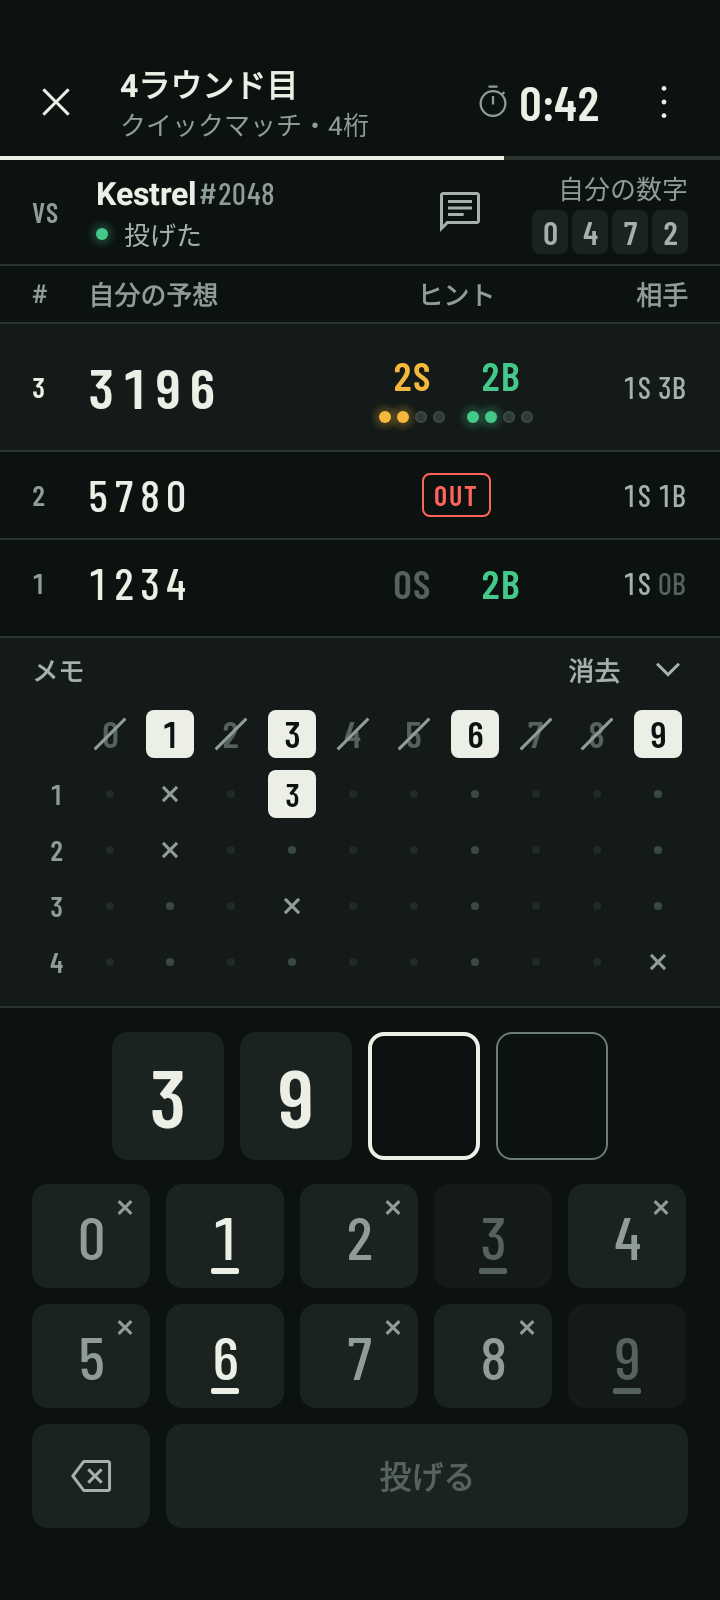 4ラウンド目
クイックマッチ・4桁
0:42
VS
Kestrel #2048
投げた
自分の数字
0 4 7 2
# 自分の予想 ヒント 相手
3 3196 2S 2B 1S 3B
2 5780 OUT 1S 1B
1 1234 0S 2B 1S 0B
メモ 消去
0 1 2 3 4 5 6 7 8 9
1 × 3
2 ×
3 ×
4 ×
3 9
0 × 1 2 × 3 4 ×
5 × 6 7 × 8 × 9
投げる